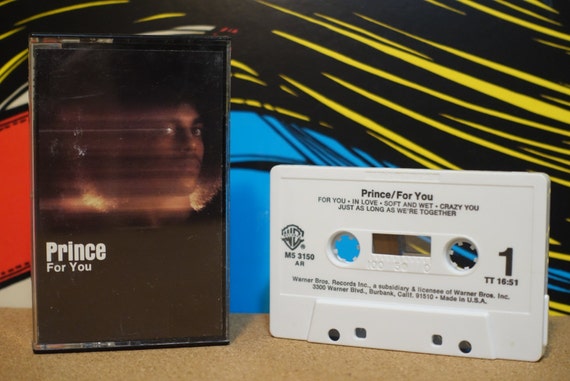 Prince
For You
Prince/For You
FOR YOU • IN LOVE • SOFT AND WET • CRAZY YOU
JUST AS LONG AS WE'RE TOGETHER
M5 3150
AR
1
TT 16:51
Warner Bros. Records Inc., a subsidiary & licensee of Warner Bros. Inc.
3300 Warner Blvd., Burbank, Calif. 91510 • Made in U.S.A.